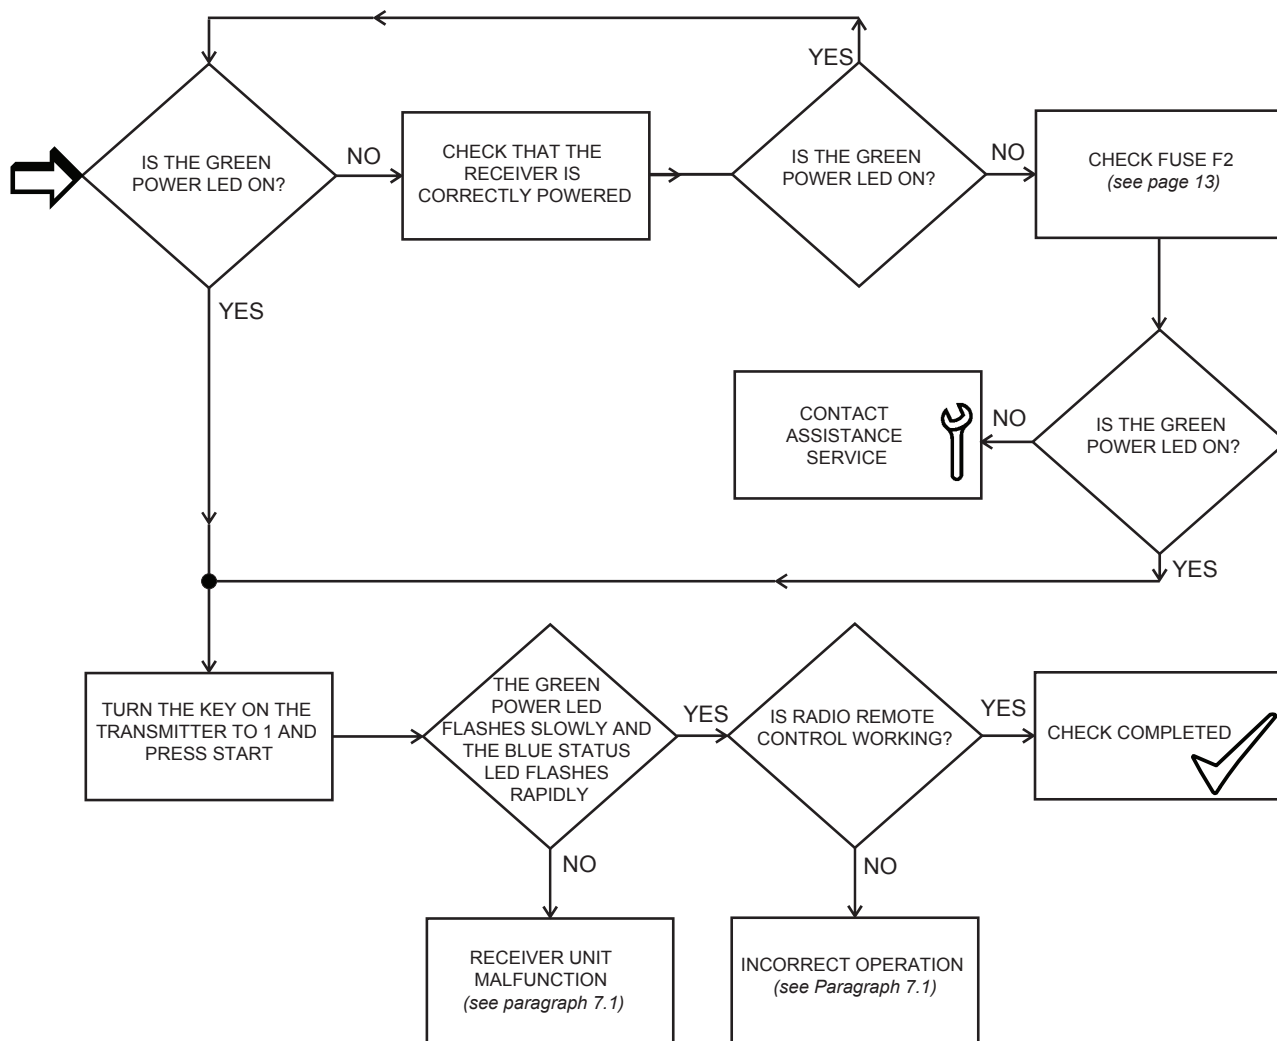 YES
IS THE GREEN
POWER LED ON?
NO
CHECK THAT THE
RECEIVER IS
CORRECTLY POWERED
IS THE GREEN
POWER LED ON?
NO
CHECK FUSE F2
(see page 13)
YES
CONTACT
ASSISTANCE
SERVICE
NO
IS THE GREEN
POWER LED ON?
YES
TURN THE KEY ON THE
TRANSMITTER TO 1 AND
PRESS START
THE GREEN
POWER LED
FLASHES SLOWLY AND
THE BLUE STATUS
LED FLASHES
RAPIDLY
YES
IS RADIO REMOTE
CONTROL WORKING?
YES
CHECK COMPLETED
NO
NO
RECEIVER UNIT
MALFUNCTION
(see paragraph 7.1)
INCORRECT OPERATION
(see Paragraph 7.1)